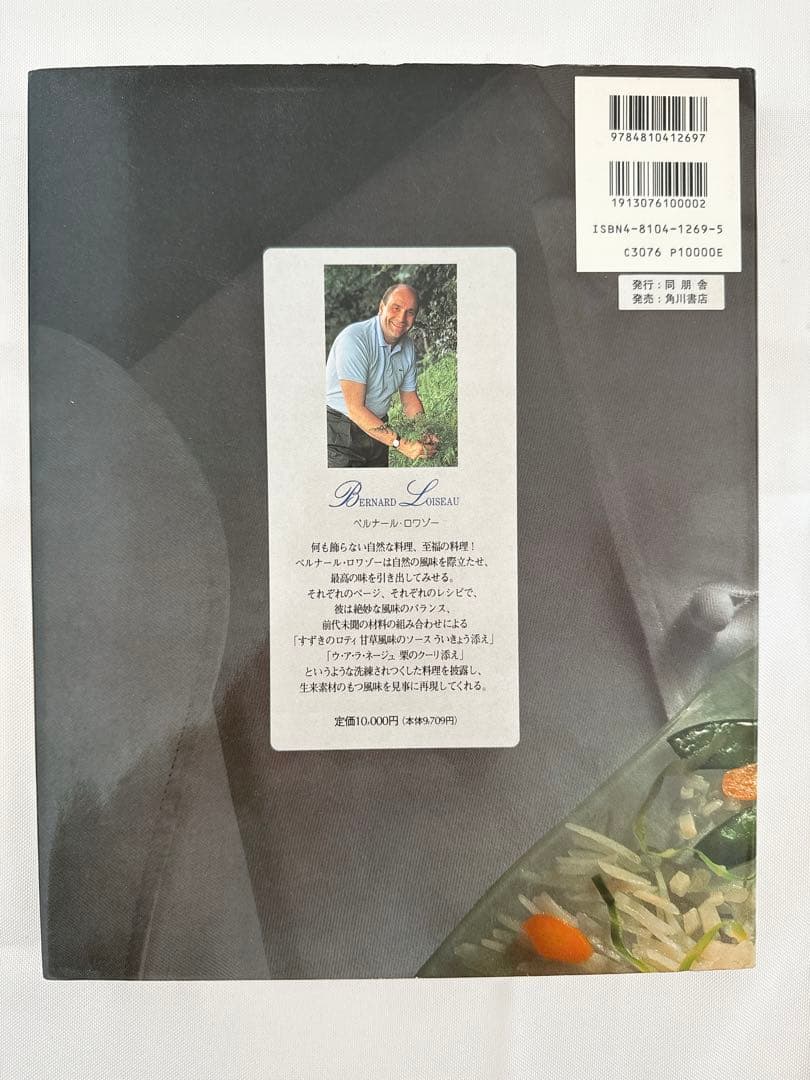 9784810412697
1913076100002
ISBN4-8104-1269-5
C3076 P10000E
発行：同朋舎
発売：角川書店
BERNARD LOISEAU
ベルナール・ロワゾー
何も飾らない自然な料理、至福の料理！
ベルナール・ロワゾーは自然の風味を際立たせ、
最高の味を引き出してみせる。
それぞれのページ、それぞれのレシピで、
彼は絶妙な風味のバランス、
前代未聞の材料の組み合わせによる
「すずきのロティ 甘草風味のソース ういきょう添え」
「ウ・ア・ラ・ネージュ 栗のクーリ添え」
というような洗練されつくした料理を披露し、
生来素材のもつ風味を見事に再現してくれる。
定価10,000円（本体9,709円）